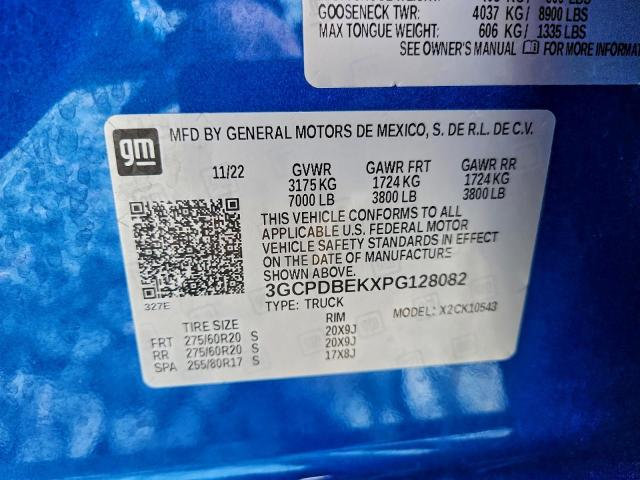 GOOSENECK TWR: 4037 KG/ 8900 LBS
MAX TONGUE WEIGHT: 606 KG/ 1335 LBS
SEE OWNER'S MANUAL FOR MORE INFORMAT
gm
MFD BY GENERAL MOTORS DE MEXICO, S. DE R.L. DE C.V.
11/22 GVWR GAWR FRT GAWR RR
3175 KG 1724 KG 1724 KG
7000 LB 3800 LB 3800 LB
THIS VEHICLE CONFORMS TO ALL
APPLICABLE U.S. FEDERAL MOTOR
VEHICLE SAFETY STANDARDS IN EFFECT
ON THE DATE OF MANUFACTURE
SHOWN ABOVE.
3GCPDBEKXPG128082
327E
TYPE: TRUCK MODEL: X2CK10543
TIRE SIZE RIM
FRT 275/60R20 S 20X9J
RR 275/60R20 S 20X9J
SPA 255/80R17 S 17X8J